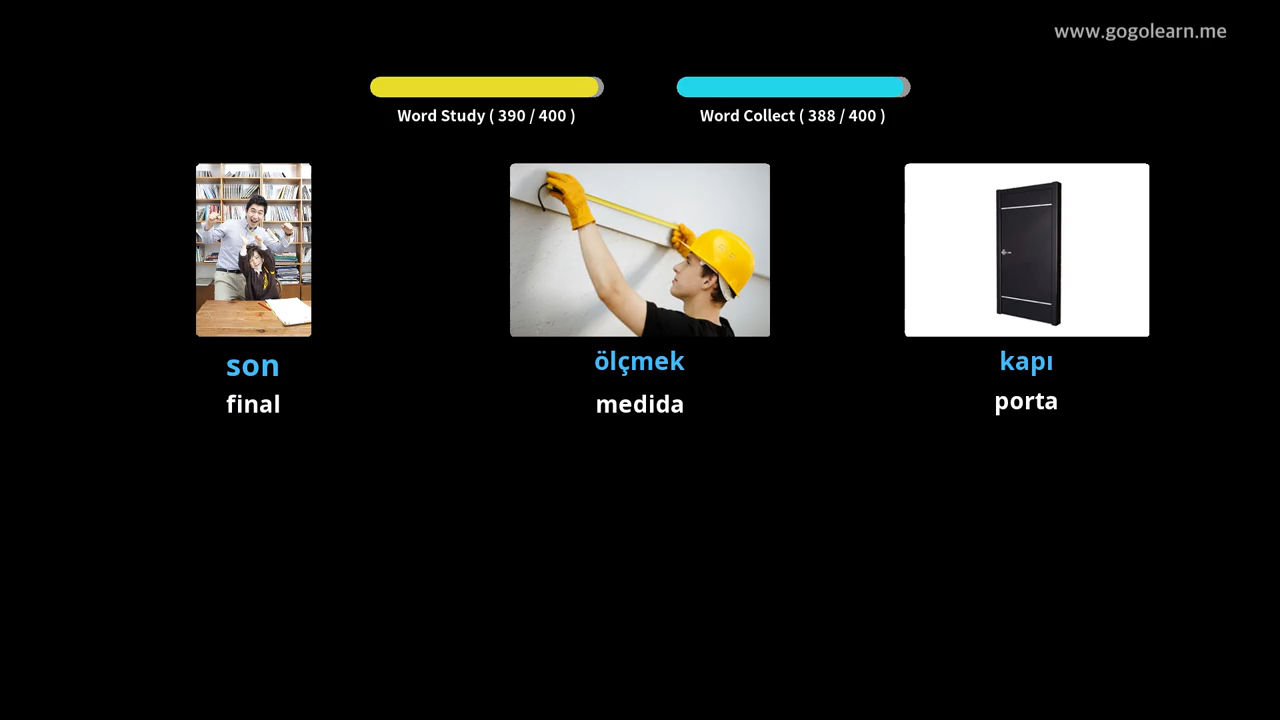 www.gogolearn.me
Word Study ( 390 / 400 )
Word Collect ( 388 / 400 )
son
ölçmek
kapı
final
medida
porta